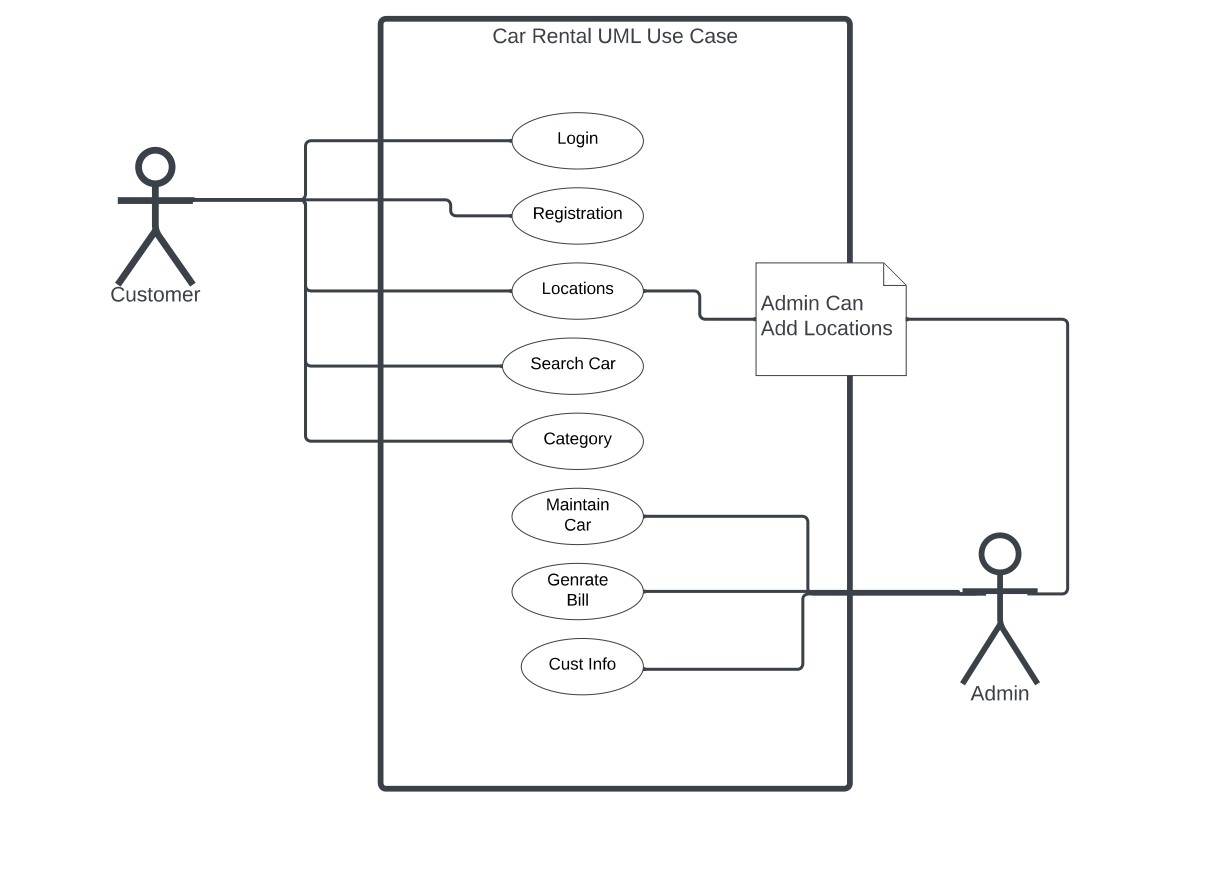 Car Rental UML Use Case
Login
Registration
Customer
Locations
Admin Can
Add Locations
Search Car
Category
Maintain
Car
Genrate
Bill
Cust Info
Admin